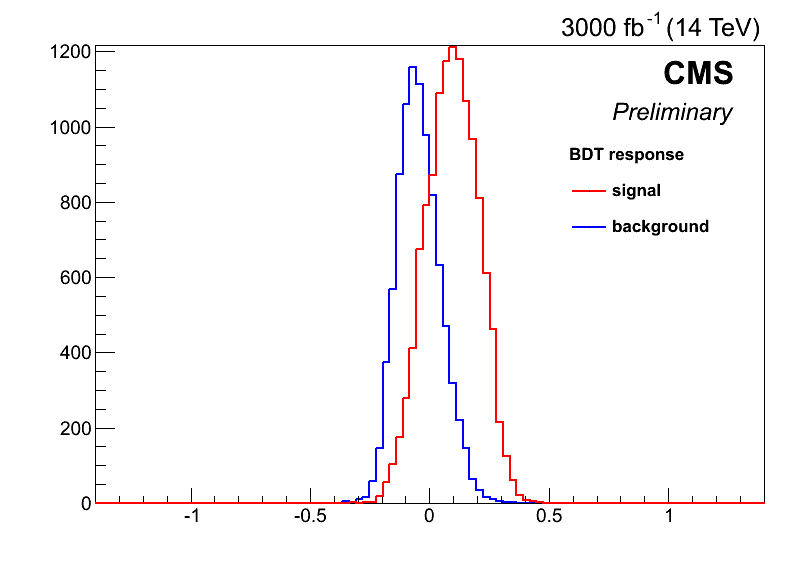 3000 fb-1 (14 TeV)
CMS
Preliminary
BDT response
signal
background
1200
1000
800
600
400
200
0
-1
-0.5
0
0.5
1